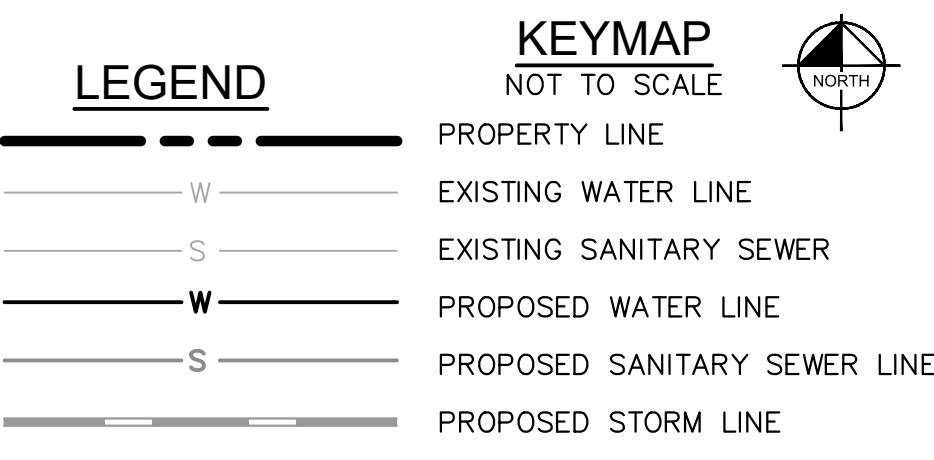 KEYMAP
NOT TO SCALE
NORTH
LEGEND
PROPERTY LINE
W EXISTING WATER LINE
S EXISTING SANITARY SEWER
W PROPOSED WATER LINE
S PROPOSED SANITARY SEWER LINE
PROPOSED STORM LINE